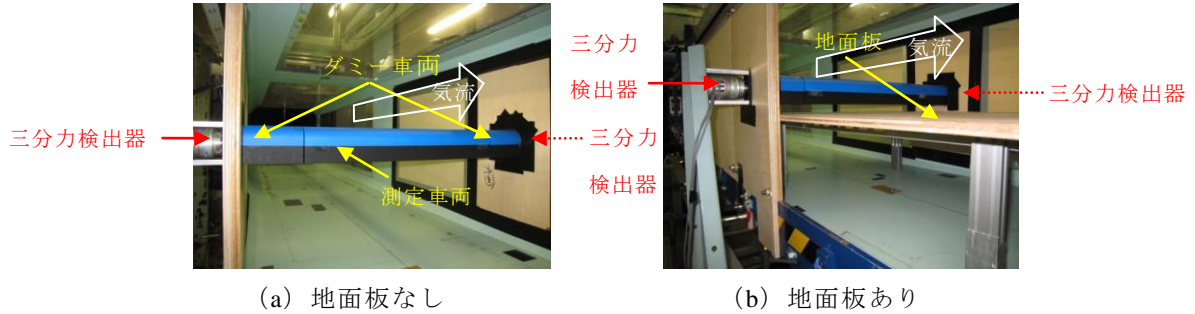 三分力検出器
ダミー車両
気流
測定車両
三分力
検出器
(a) 地面板なし
三分力
検出器
地面板
気流
三分力検出器
(b) 地面板あり